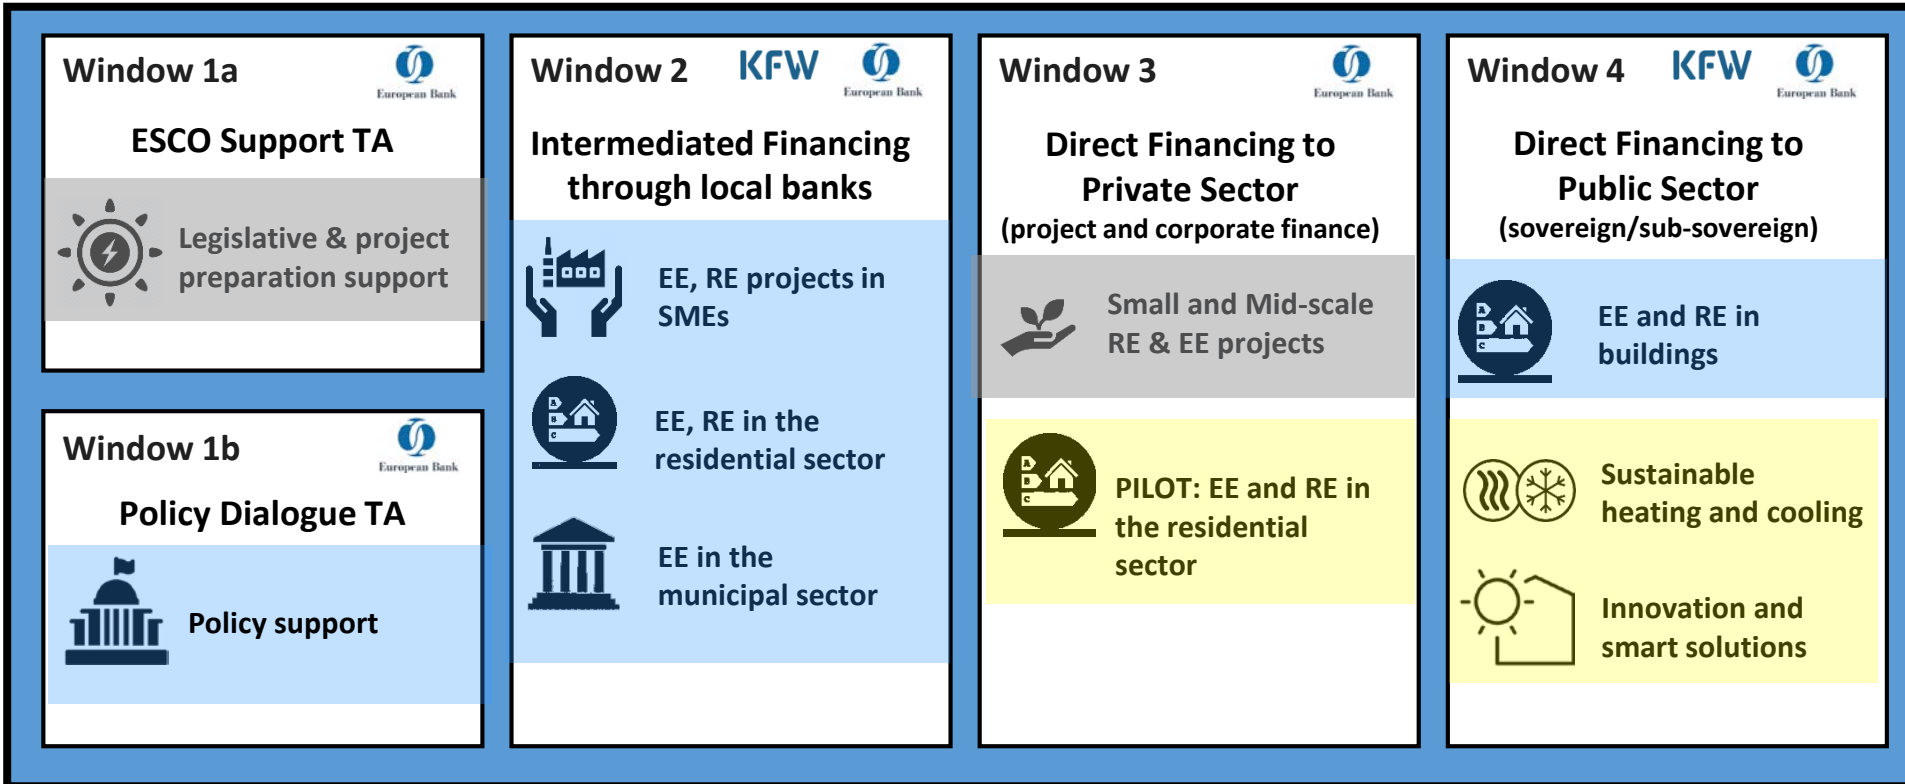 Window 1a
European Bank
ESCO Support TA
Legislative & project
preparation support
Window 1b
European Bank
Policy Dialogue TA
Policy support
Window 2
KFW
European Bank
Intermediated Financing
through local banks
EE, RE projects in
SMEs
A
B
C
EE, RE in the
residential sector
EE in the
municipal sector
Window 3
European Bank
Direct Financing to
Private Sector
(project and corporate finance)
Small and Mid-scale
RE & EE projects
A
B
C
PILOT: EE and RE in
the residential
sector
Window 4
KFW
European Bank
Direct Financing to
Public Sector
(sovereign/sub-sovereign)
A
B
C
EE and RE in
buildings
Sustainable
heating and cooling
Innovation and
smart solutions